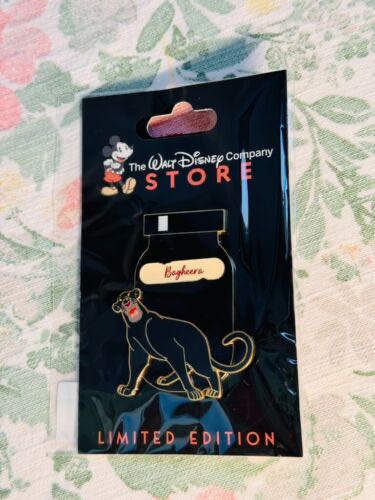 The WALT DISNEY Company
STORE
Bagheera
LIMITED EDITION